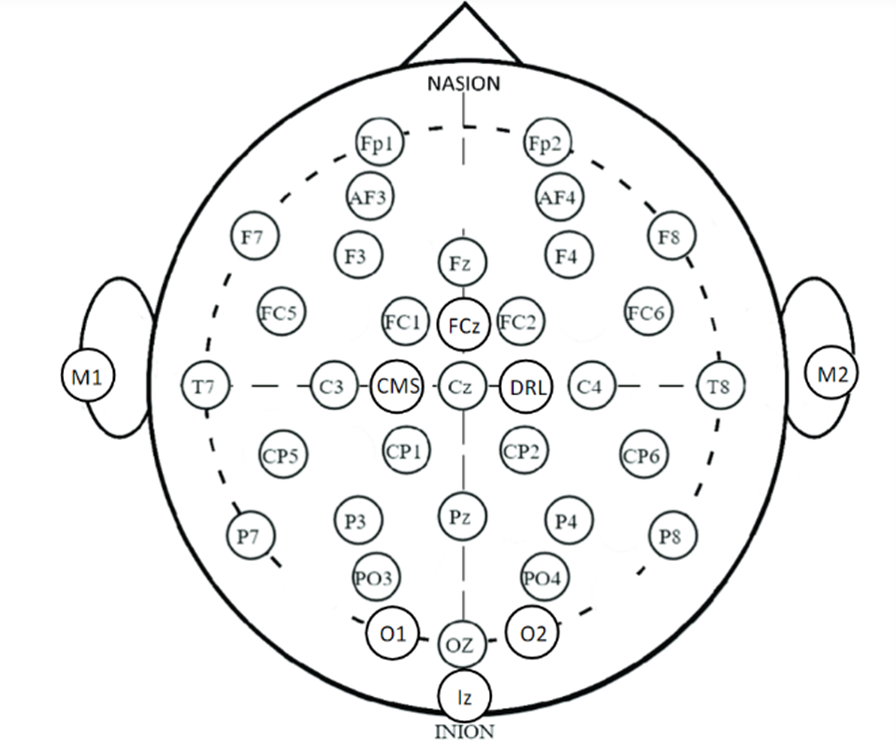 NASION
Fp1 Fp2
AF3 AF4
F7 F8
F3 Fz F4
FC5 FC1 FCz FC2 FC6
M1 T7 C3 CMS Cz DRL C4 T8 M2
CP5 CP1 CP2 CP6
P7 P3 Pz P4 P8
PO3 PO4
O1 OZ O2
Iz
INION